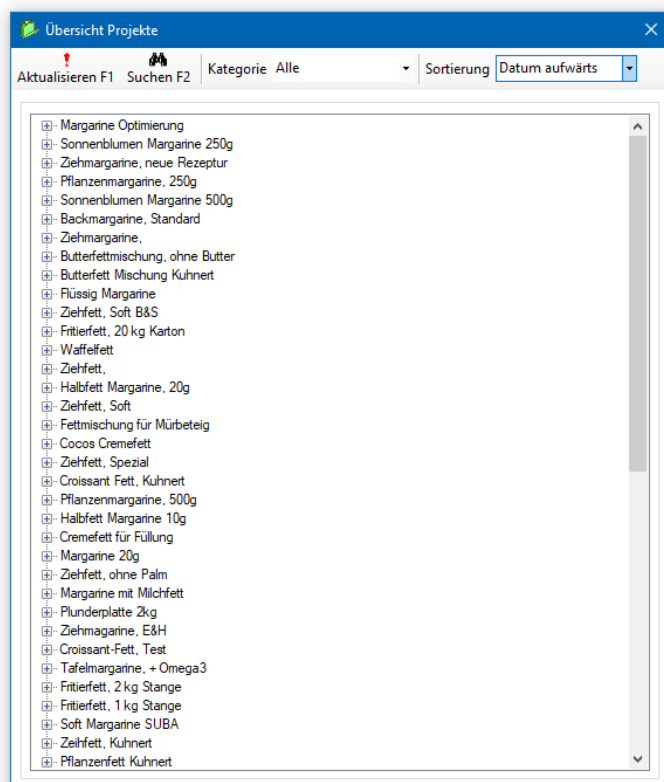 Übersicht Projekte
Aktualisieren F1 Suchen F2 Kategorie Alle Sortierung Datum aufwärts
Margarine Optimierung
Sonnenblumen Margarine 250g
Ziehmargarine, neue Rezeptur
Pflanzenmargarine, 250g
Sonnenblumen Margarine 500g
Backmargarine, Standard
Ziehmargarine,
Butterfettmischung, ohne Butter
Butterfett Mischung Kuhnert
Flüssig Margarine
Ziehfett, Soft B&S
Fritierfett, 20 kg Karton
Waffelfett
Ziehfett,
Halbfett Margarine, 20g
Ziehfett, Soft
Fettmischung für Mürbeteig
Cocos Cremefett
Ziehfett, Spezial
Croissant Fett, Kuhnert
Pflanzenmargarine, 500g
Halbfett Margarine 10g
Cremefett für Füllung
Margarine 20g
Ziehfett, ohne Palm
Margarine mit Milchfett
Plunderplatte 2kg
Ziehmagarine, E&H
Croissant-Fett, Test
Tafelmargarine, + Omega3
Fritierfett, 2 kg Stange
Fritierfett, 1 kg Stange
Soft Margarine SUBA
Zeihfett, Kuhnert
Pflanzenfett Kuhnert